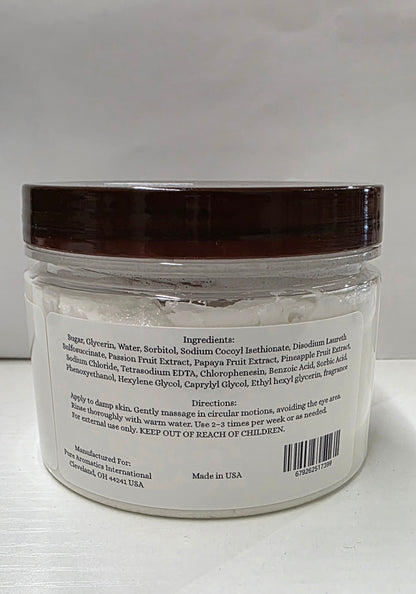 Ingredients:
Sugar, Glycerin, Water, Sorbitol, Sodium Cocoyl Isethionate, Disodium Laureth
Sulfosuccinate, Passion Fruit Extract, Papaya Fruit Extract, Pineapple Fruit Extract,
Sodium Chloride, Tetrasodium EDTA, Chlorophenesin, Benzoic Acid, Sorbic Acid,
Phenoxyethanol, Hexylene Glycol, Caprylyl Glycol, Ethyl hexyl glycerin, fragrance
Directions:
Apply to damp skin. Gently massage in circular motions, avoiding the eye area.
Rinse thoroughly with warm water. Use 2-3 times per week or as needed.
For external use only. KEEP OUT OF REACH OF CHILDREN.
Manufactured For:
Pure Aromatics International
Cleveland, OH 44241 USA
Made in USA
679262517399